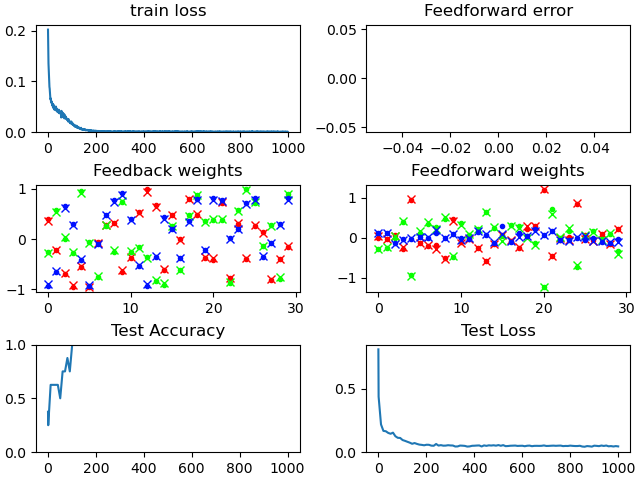 train loss
Feedforward error
0.2
0.1
0.0
0 200 400 600 800 1000
0.05
0.00
−0.05
−0.04 −0.02 0.00 0.02 0.04
Feedback weights
Feedforward weights
1
0
−1
0 10 20 30
1
0
−1
0 10 20 30
Test Accuracy
Test Loss
1.0
0.5
0.0
0 200 400 600 800 1000
0.5
0.0
0 200 400 600 800 1000